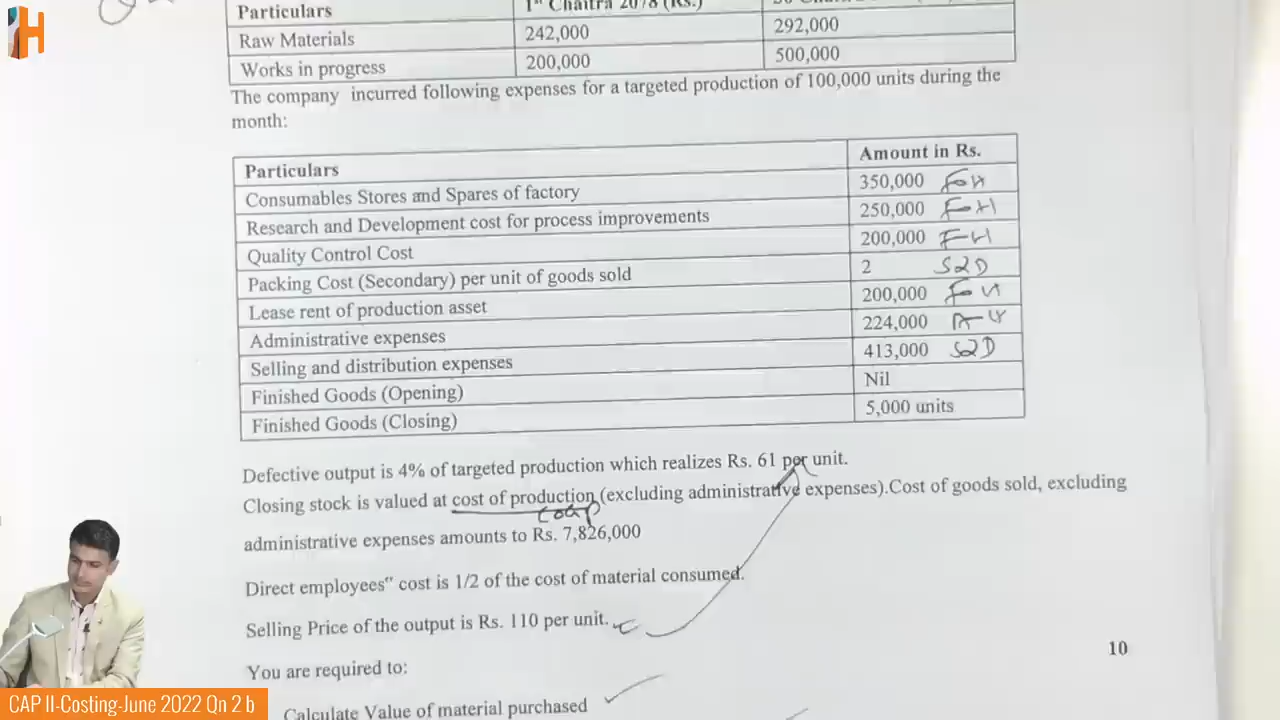 H
Particulars 1st Chaitra 2078 (Rs.)
Raw Materials 242,000 292,000
Works in progress 200,000 500,000
The company incurred following expenses for a targeted production of 100,000 units during the
month:
Particulars Amount in Rs.
Consumables Stores and Spares of factory 350,000 FOH
Research and Development cost for process improvements 250,000 FOH
Quality Control Cost 200,000 FOH
Packing Cost (Secondary) per unit of goods sold 2 S&D
Lease rent of production asset 200,000 FOH
Administrative expenses 224,000
Selling and distribution expenses 413,000 S&D
Finished Goods (Opening) Nil
Finished Goods (Closing) 5,000 units
Defective output is 4% of targeted production which realizes Rs. 61 per unit.
Closing stock is valued at cost of production (excluding administrative expenses).Cost of goods sold, excluding
COGP
administrative expenses amounts to Rs. 7,826,000
Direct employees" cost is 1/2 of the cost of material consumed.
Selling Price of the output is Rs. 110 per unit.
10
You are required to:
Calculate Value of material purchased
CAP II-Costing-June 2022 Qn 2 b